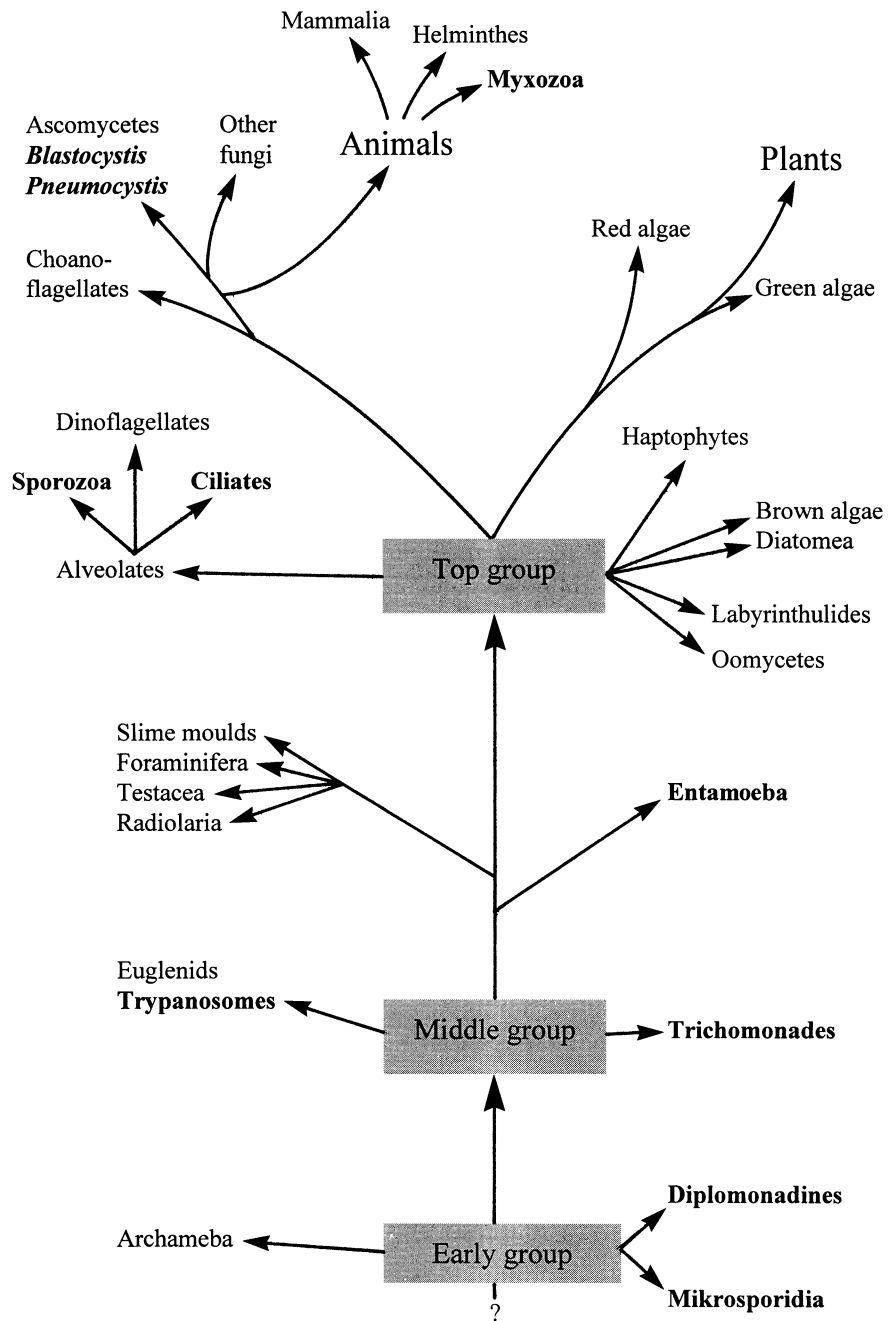 Mammalia
Helminthes
Myxozoa
Animals
Ascomycetes
Blastocystis
Pneumocystis
Other
fungi
Plants
Red algae
Choano-
flagellates
Green algae
Dinoflagellates
Sporozoa
Ciliates
Alveolates
Haptophytes
Brown algae
Diatomea
Top group
Labyrinthulides
Oomycetes
Slime moulds
Foraminifera
Testacea
Radiolaria
Entamoeba
Euglenids
Trypanosomes
Middle group
Trichomonades
Diplomonadines
Archameba
Early group
Mikrosporidia
?